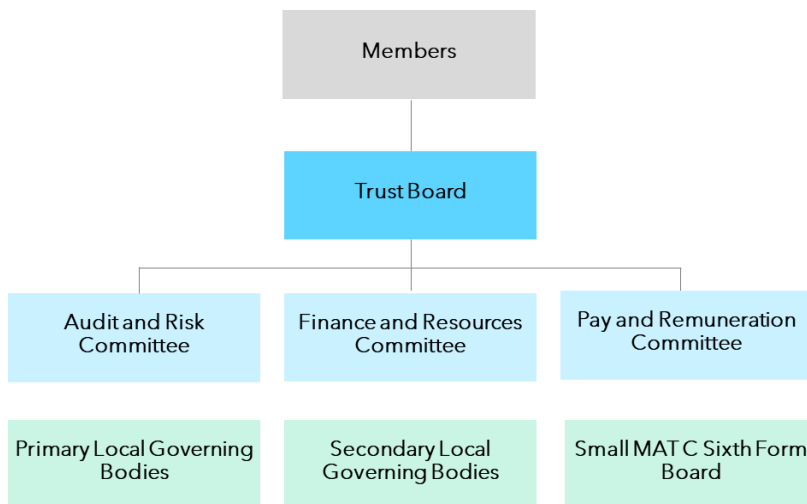 Members
Trust Board
Audit and Risk
Committee
Finance and Resources
Committee
Pay and Remuneration
Committee
Primary Local Governing
Bodies
Secondary Local
Governing Bodies
Small MAT C Sixth Form
Board